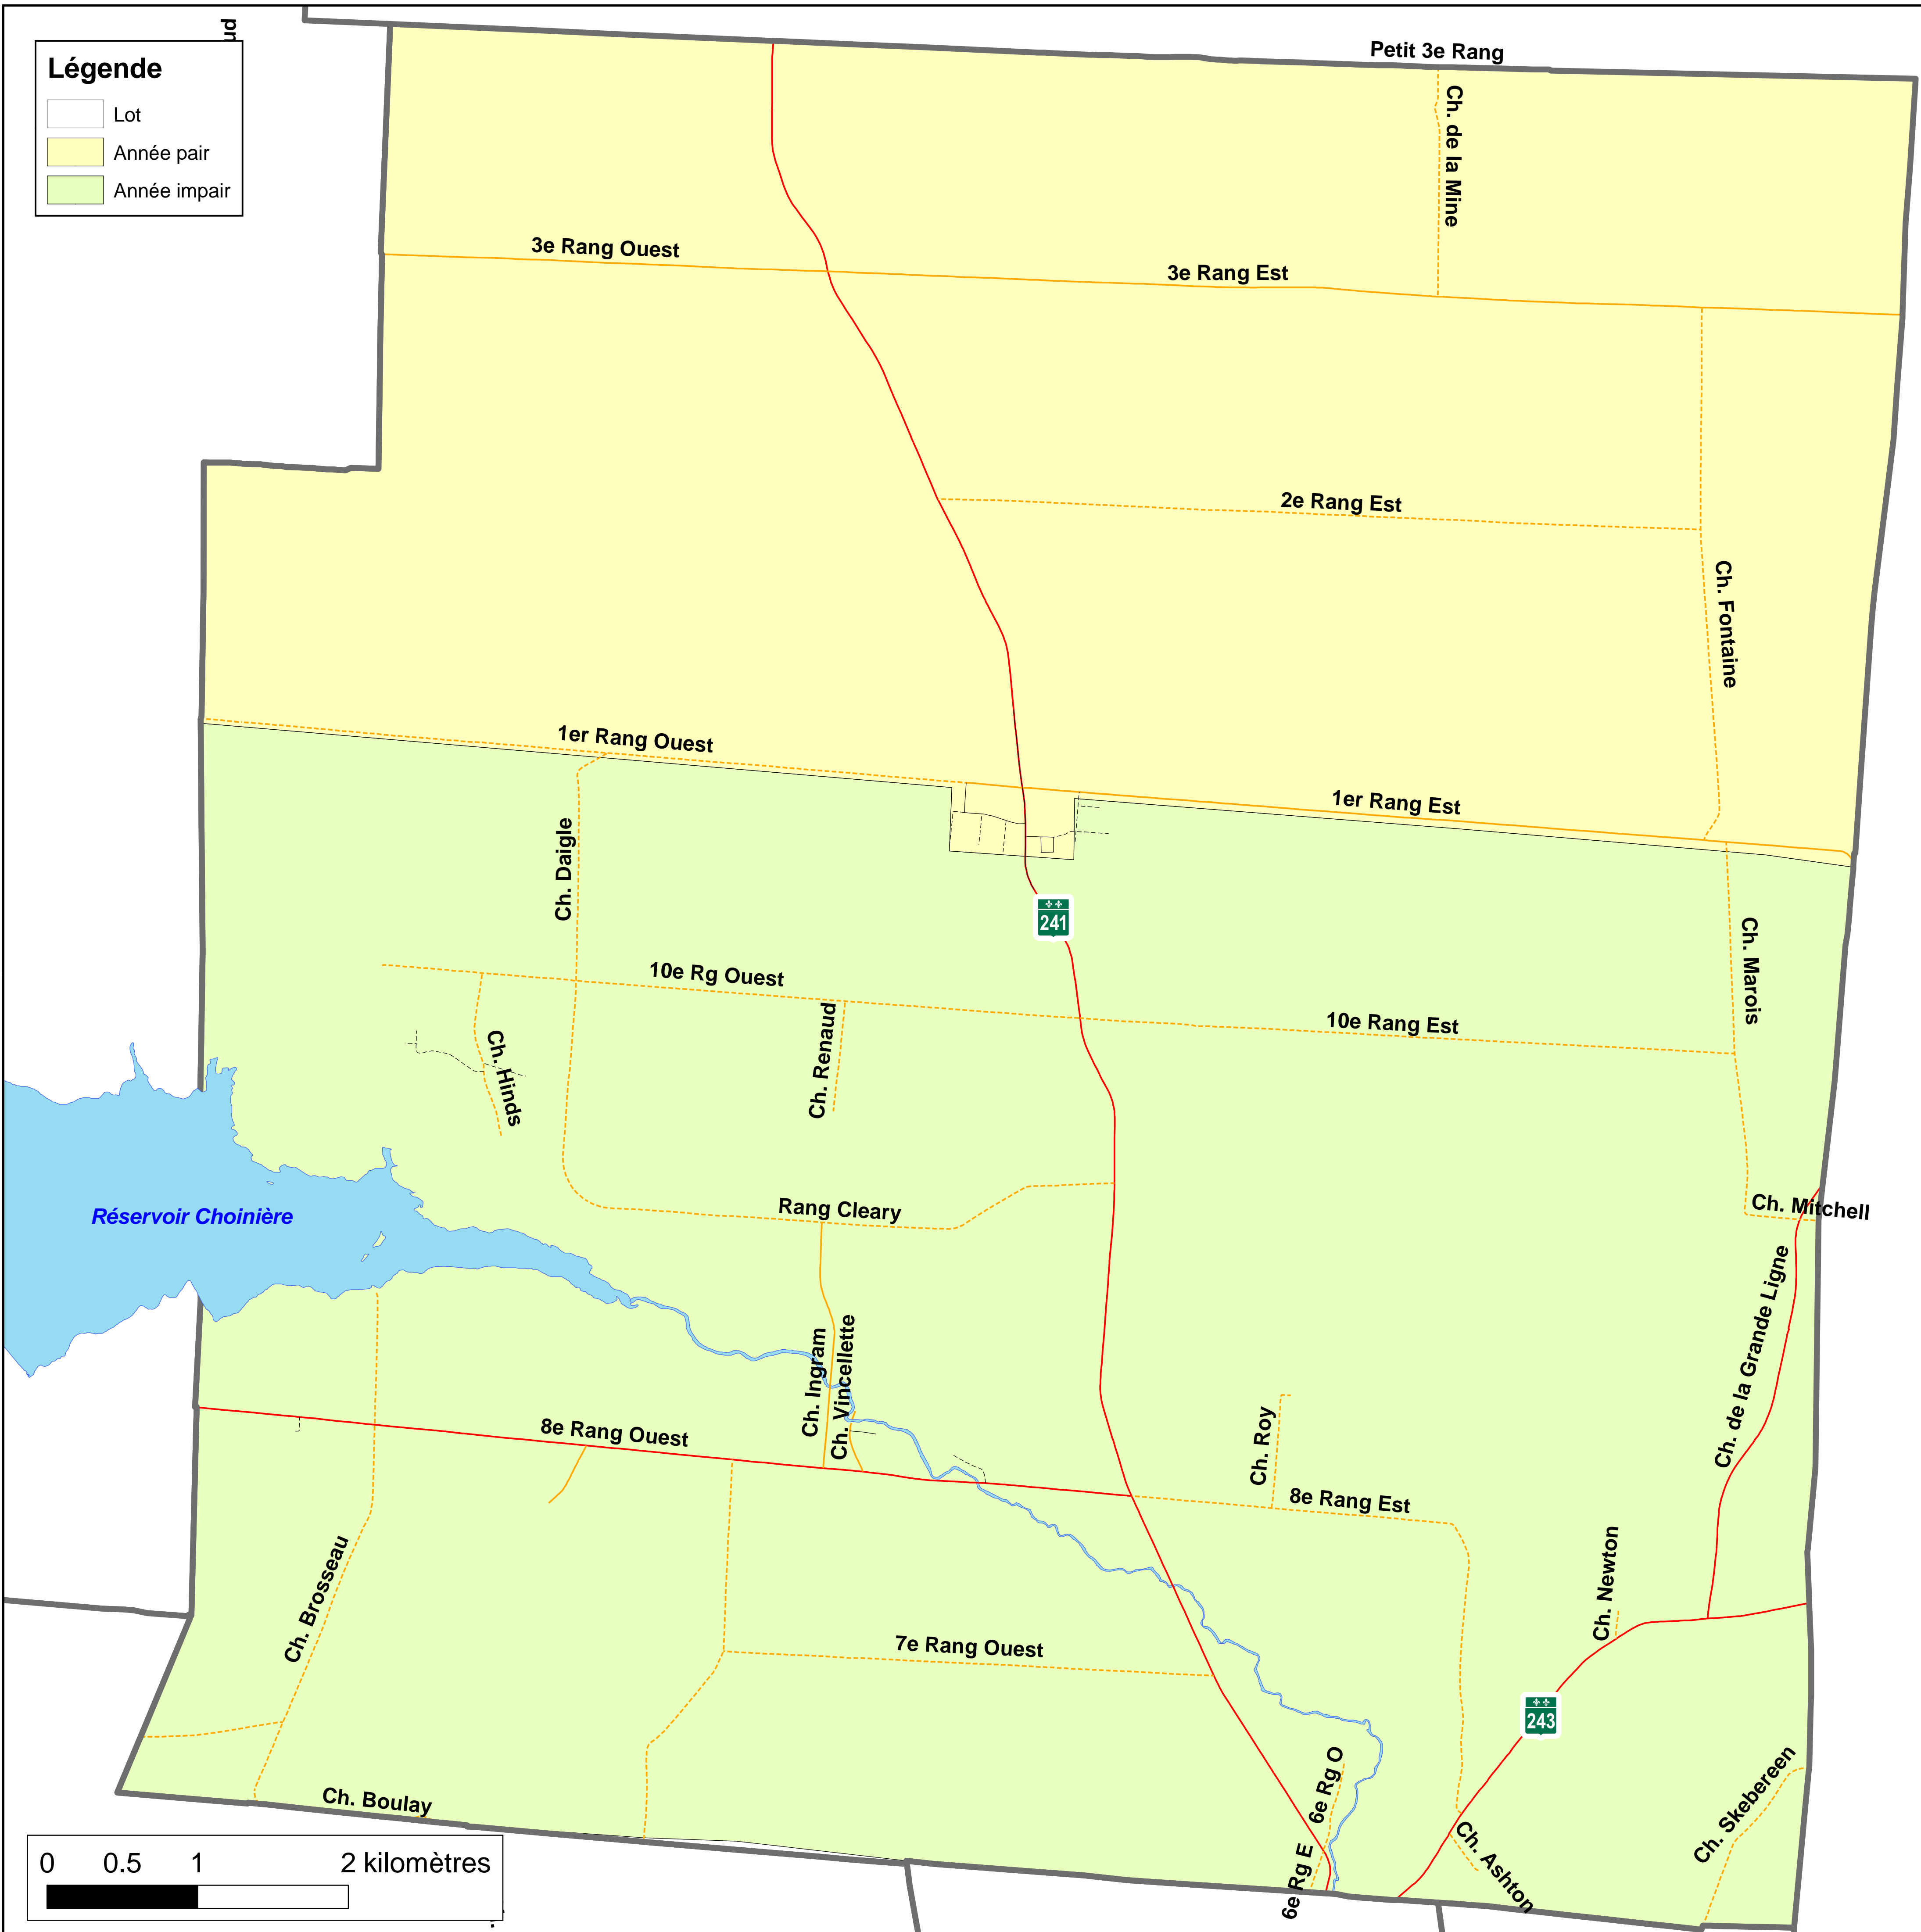 Petit 3e Rang
Légende
Lot
Année pair
Année impair
Ch. de la Mine
3e Rang Ouest
3e Rang Est
2e Rang Est
Ch. Fontaine
1er Rang Ouest
1er Rang Est
Ch. Daigle
241
Ch. Marois
10e Rg Ouest
10e Rang Est
Ch. Renaud
Ch. Hinds
Réservoir Choinière
Rang Cleary
Ch. Mitchell
Ch. de la Grande Ligne
Ch. Ingram
Ch. Vincellette
8e Rang Ouest
Ch. Roy
8e Rang Est
Ch. Brosseau
Ch. Newton
7e Rang Ouest
243
6e Rg O
Ch. Skebereen
Ch. Boulay
Ch. Ashton
6e Rg E
0 0.5 1 2 kilomètres